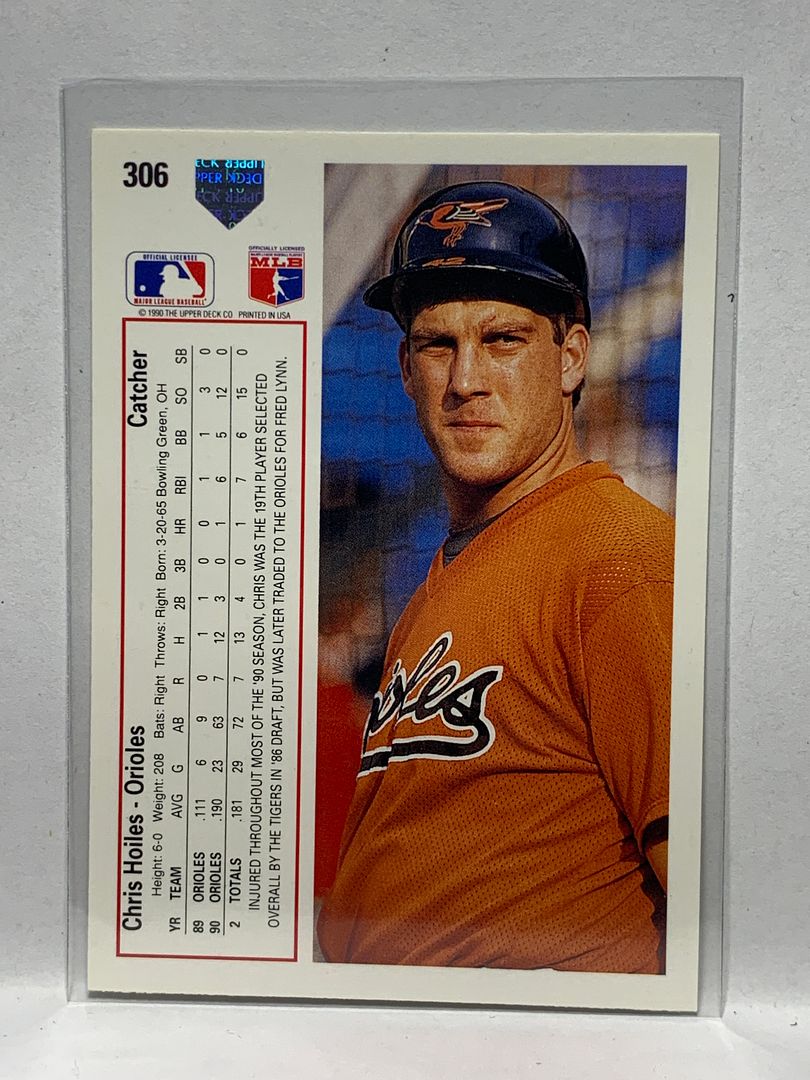 306
UPPER DECK
OFFICIAL LICENSEE
MAJOR LEAGUE BASEBALL
OFFICIALLY LICENSED
MLB
© 1990 THE UPPER DECK CO PRINTED IN USA
Chris Hoiles - Orioles Catcher
Height: 6-0 Weight: 208 Bats: Right Throws: Right Born: 3-20-65 Bowling Green, OH
YR TEAM AVG G AB R H 2B 3B HR RBI BB SO SB
89 ORIOLES .111 6 9 0 1 1 0 0 1 1 3 0
90 ORIOLES .190 23 63 7 12 3 0 1 6 5 12 0
2 TOTALS .181 29 72 7 13 4 0 1 7 6 15 0
INJURED THROUGHOUT MOST OF THE '90 SEASON, CHRIS WAS THE 19TH PLAYER SELECTED
OVERALL BY THE TIGERS IN '86 DRAFT, BUT WAS LATER TRADED TO THE ORIOLES FOR FRED LYNN.